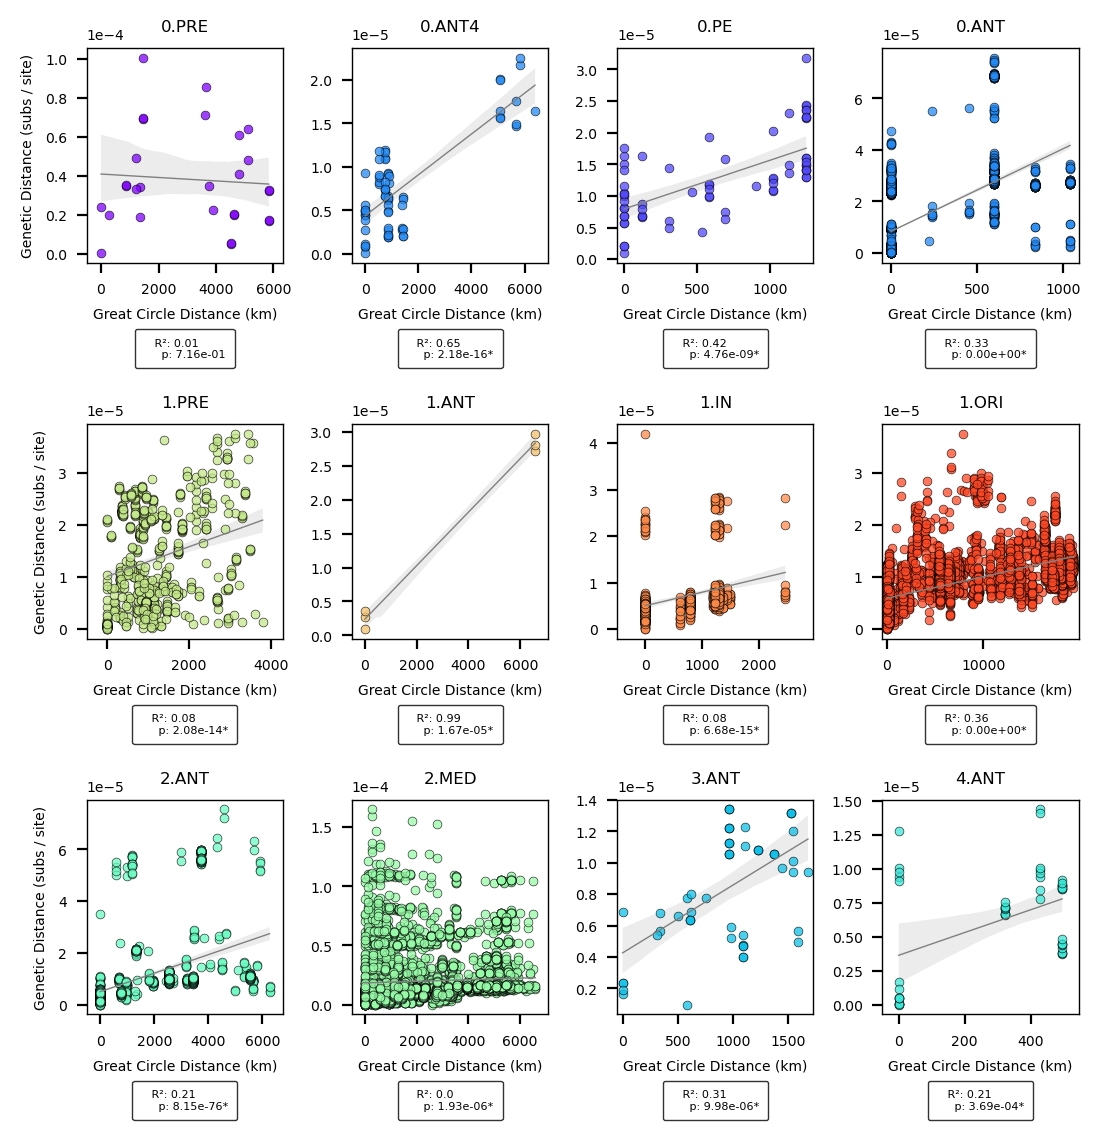 0.PRE
0.ANT4
0.PE
0.ANT
1e−4
1e−5
1e−5
1e−5
Genetic Distance (subs / site)
1.0
0.8
0.6
0.4
0.2
0.0
2.0
1.5
1.0
0.5
0.0
3.0
2.5
2.0
1.5
1.0
0.5
0.0
6
4
2
0
0 2000 4000 6000
0 2000 4000 6000
0 500 1000
0 500 1000
Great Circle Distance (km)
Great Circle Distance (km)
Great Circle Distance (km)
Great Circle Distance (km)
R²: 0.01
p: 7.16e-01
R²: 0.65
p: 2.18e-16*
R²: 0.42
p: 4.76e-09*
R²: 0.33
p: 0.00e+00*
1.PRE
1.ANT
1.IN
1.ORI
1e−5
1e−5
1e−5
1e−5
Genetic Distance (subs / site)
3
2
1
0
3.0
2.5
2.0
1.5
1.0
0.5
0.0
4
3
2
1
0
3
2
1
0
0 2000 4000
0 2000 4000 6000
0 1000 2000
0 10000
Great Circle Distance (km)
Great Circle Distance (km)
Great Circle Distance (km)
Great Circle Distance (km)
R²: 0.08
p: 2.08e-14*
R²: 0.99
p: 1.67e-05*
R²: 0.08
p: 6.68e-15*
R²: 0.36
p: 0.00e+00*
2.ANT
2.MED
3.ANT
4.ANT
1e−5
1e−4
1e−5
1e−5
Genetic Distance (subs / site)
6
4
2
0
1.5
1.0
0.5
0.0
1.4
1.2
1.0
0.8
0.6
0.4
0.2
1.50
1.25
1.00
0.75
0.50
0.25
0.00
0 2000 4000 6000
0 2000 4000 6000
0 500 1000 1500
0 200 400
Great Circle Distance (km)
Great Circle Distance (km)
Great Circle Distance (km)
Great Circle Distance (km)
R²: 0.21
p: 8.15e-76*
R²: 0.0
p: 1.93e-06*
R²: 0.31
p: 9.98e-06*
R²: 0.21
p: 3.69e-04*